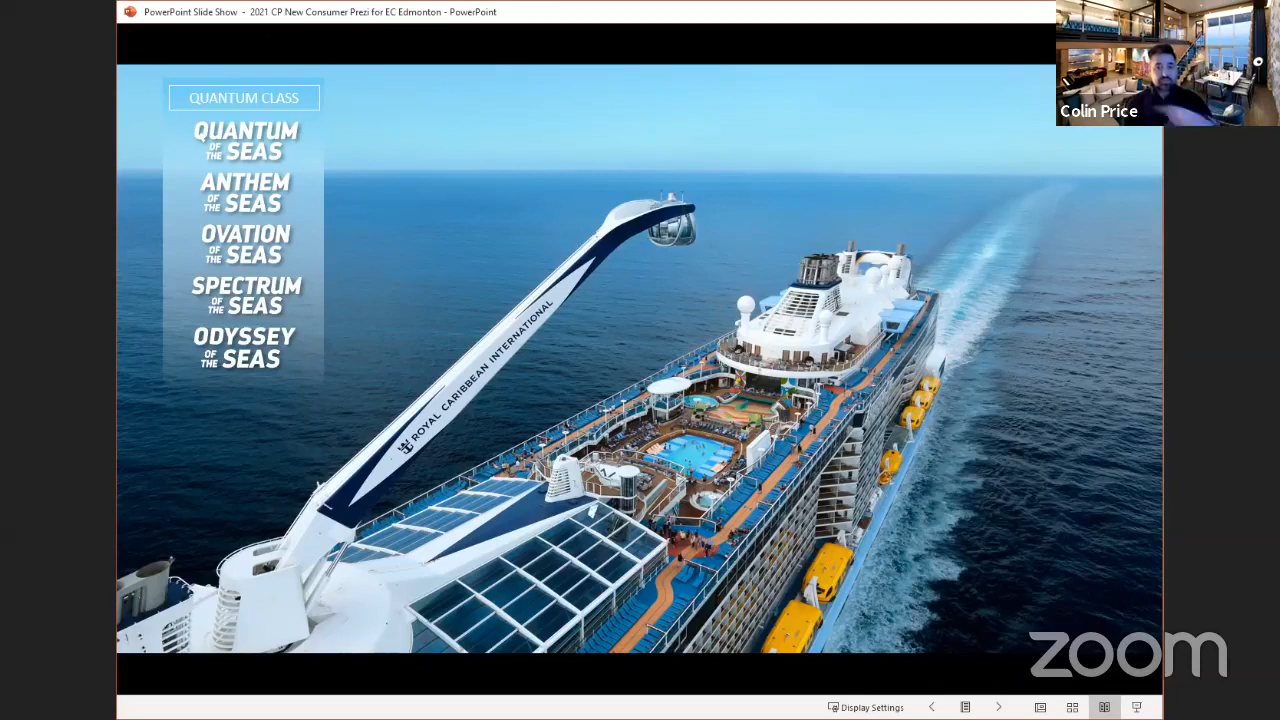 PowerPoint Slide Show - 2021 CP New Consumer Prezi for EC Edmonton - PowerPoint
Colin Price
QUANTUM CLASS
QUANTUM
OF THE SEAS
ANTHEM
OF THE SEAS
OVATION
OF THE SEAS
SPECTRUM
OF THE SEAS
ODYSSEY
OF THE SEAS
ROYAL CARIBBEAN INTERNATIONAL
zoom
Display Settings